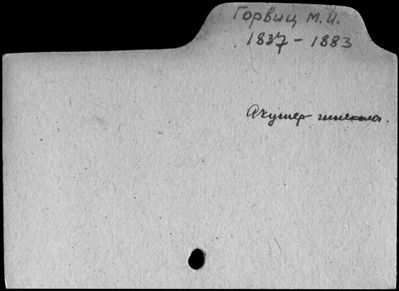 Горвиц М.И.
1837-1883
Акушер гинеколог.